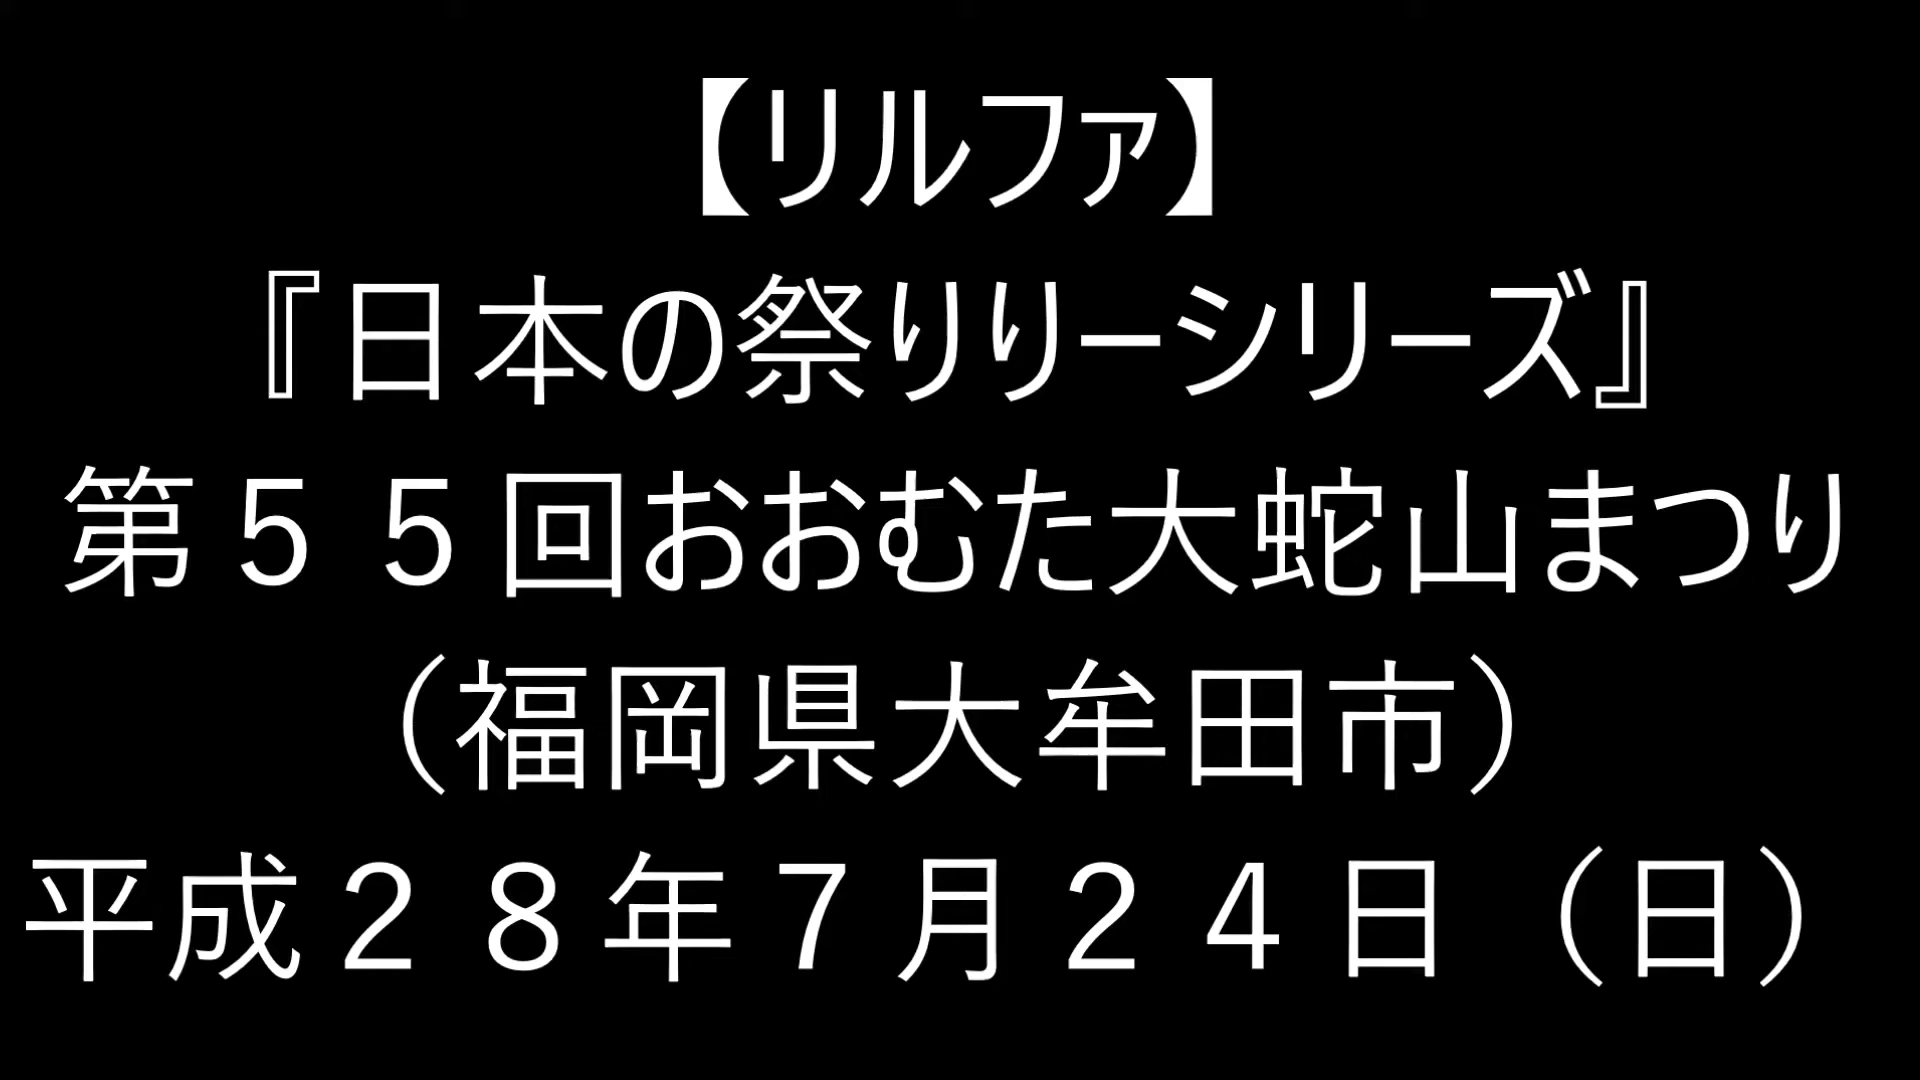 【リルファ】
『日本の祭りりーシリーズ』
第５５回おおむた大蛇山まつり
（福岡県大牟田市）
平成２８年７月２４日（日）